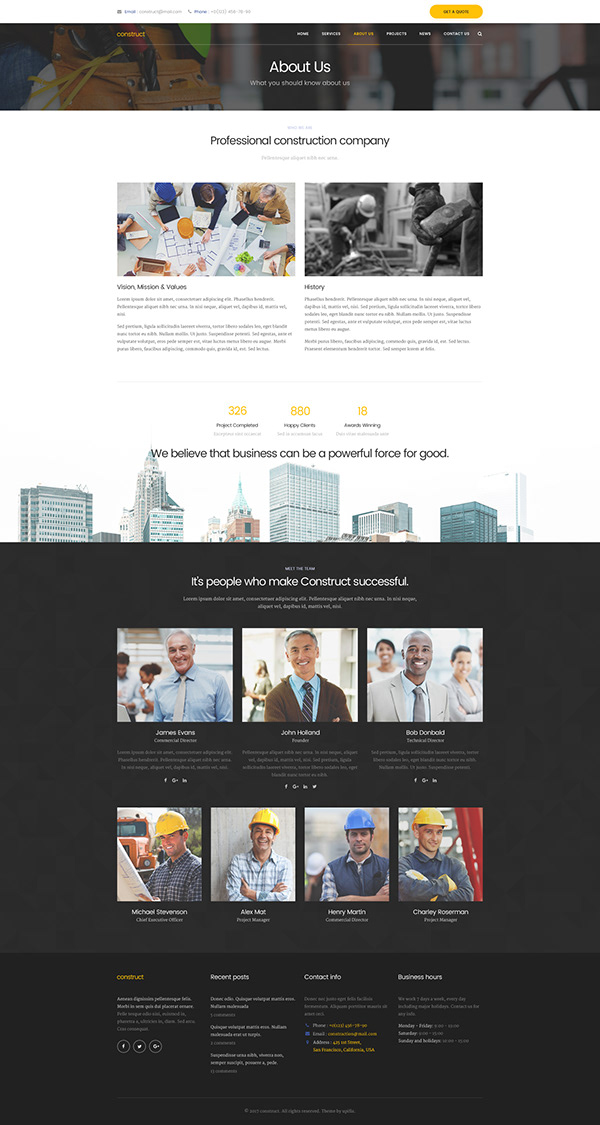 Email : construct@mail.com Phone : +1(123) 456-78-90
GET A QUOTE
construct
HOME SERVICES ABOUT US PROJECTS NEWS CONTACT US
About Us
What you should know about us
WHO WE ARE
Professional construction company
Pellentesque aliquet nibh nec urna.
Vision, Mission & Values
Lorem ipsum dolor sit amet, consectetuer adipiscing elit. Phasellus hendrerit.
Pellentesque aliquet nibh nec urna. In nisi neque, aliquet vel, dapibus id, mattis vel,
nisi.
Sed pretium, ligula sollicitudin laoreet viverra, tortor libero sodales leo, eget blandit
nunc tortor eu nibh. Nullam mollis. Ut justo. Suspendisse potenti. Sed egestas, ante et
vulputate volutpat, eros pede semper est, vitae luctus metus libero eu augue. Morbi
purus libero, faucibus adipiscing, commodo quis, gravida id, est. Sed lectus.
History
Phasellus hendrerit. Pellentesque aliquet nibh nec urna. In nisi neque, aliquet vel,
dapibus id, mattis vel, nisi. Sed pretium, ligula sollicitudin laoreet viverra, tortor libero
sodales leo, eget blandit nunc tortor eu nibh. Nullam mollis. Ut justo. Suspendisse
potenti. Sed egestas, ante et vulputate volutpat, eros pede semper est, vitae luctus
metus libero eu augue.
Morbi purus libero, faucibus adipiscing, commodo quis, gravida id, est. Sed lectus.
Praesent elementum hendrerit tortor. Sed semper lorem at felis.
326
Project Completed
880
Happy Clients
18
Awards Winning
We believe that business can be a powerful force for good.
MEET THE TEAM
It's people who make Construct successful.
Lorem ipsum dolor sit amet, consectetuer adipiscing elit. Pellentesque aliquet nibh nec urna. In nisi neque,
aliquet vel, dapibus id, mattis vel, nisi.
James Evans
Commercial Director
Lorem ipsum dolor sit amet, consectetuer
adipiscing elit. Pellentesque aliquet nibh nec urna.
In nisi neque, aliquet vel, dapibus id, mattis vel, nisi.
John Holland
Founder
Pellentesque aliquet nibh nec urna. In nisi neque, aliquet
vel, dapibus id, mattis vel, nisi. Sed pretium, ligula
sollicitudin laoreet viverra, tortor libero sodales leo, eget
blandit nunc tortor eu nibh.
Bob Donbald
Technical Director
Sed pretium, ligula sollicitudin laoreet viverra, tortor
libero sodales leo, eget blandit nunc tortor eu nibh.
Nullam mollis. Ut justo. Suspendisse potenti.
Michael Stevenson
Chief Executive Officer
Alex Mat
Project Manager
Henry Martin
Commercial Director
Charley Roserman
Project Manager
construct
Aenean dignissim pellentesque felis.
Morbi in sem quis dui placerat ornare.
Pede tellus odio nisi, euismod in,
pharetra a, ultricies in, diam. Sed arcu.
Cras consequat.
Recent posts
Donec odio. Quisque volutpat mattis eros.
Nullam malesuada
5 comments
Quisque volutpat mattis eros. Nullam
malesuada erat ut turpis.
2 comments
Suspendisse urna nibh, viverra non,
semper suscipit, posuere a, pede.
13 comments
Contact info
Donec nec justo eget felis facilisis
fermentum. Aliquam porttitor mauris sit
amet orci.
Phone : +1(123) 456-78-90
Email : construction@mail.com
Address : 425 1st Street,
San Francisco, California, USA
Business hours
We work 7 days a week, every day
including major holidays. Contact us for
any info.
Monday - Friday: 9:00 - 19:00
Saturday: 9:00 - 19:00
Sunday and holidays: 10:00 - 15:00
© 2017 construct. All rights reserved. Theme by opilla.